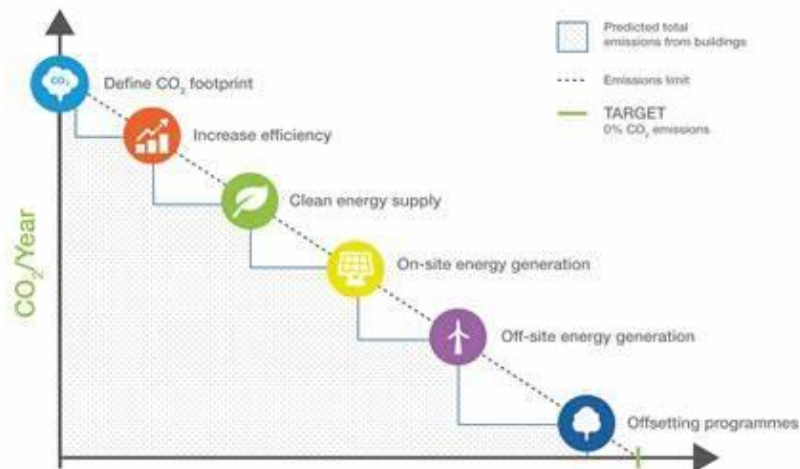 Predicted total
emissions from buildings
Emissions limit
TARGET
0% CO₂ emissions
CO₂
Define CO₂ footprint
Increase efficiency
Clean energy supply
On-site energy generation
Off-site energy generation
Offsetting programmes
CO₂/Year